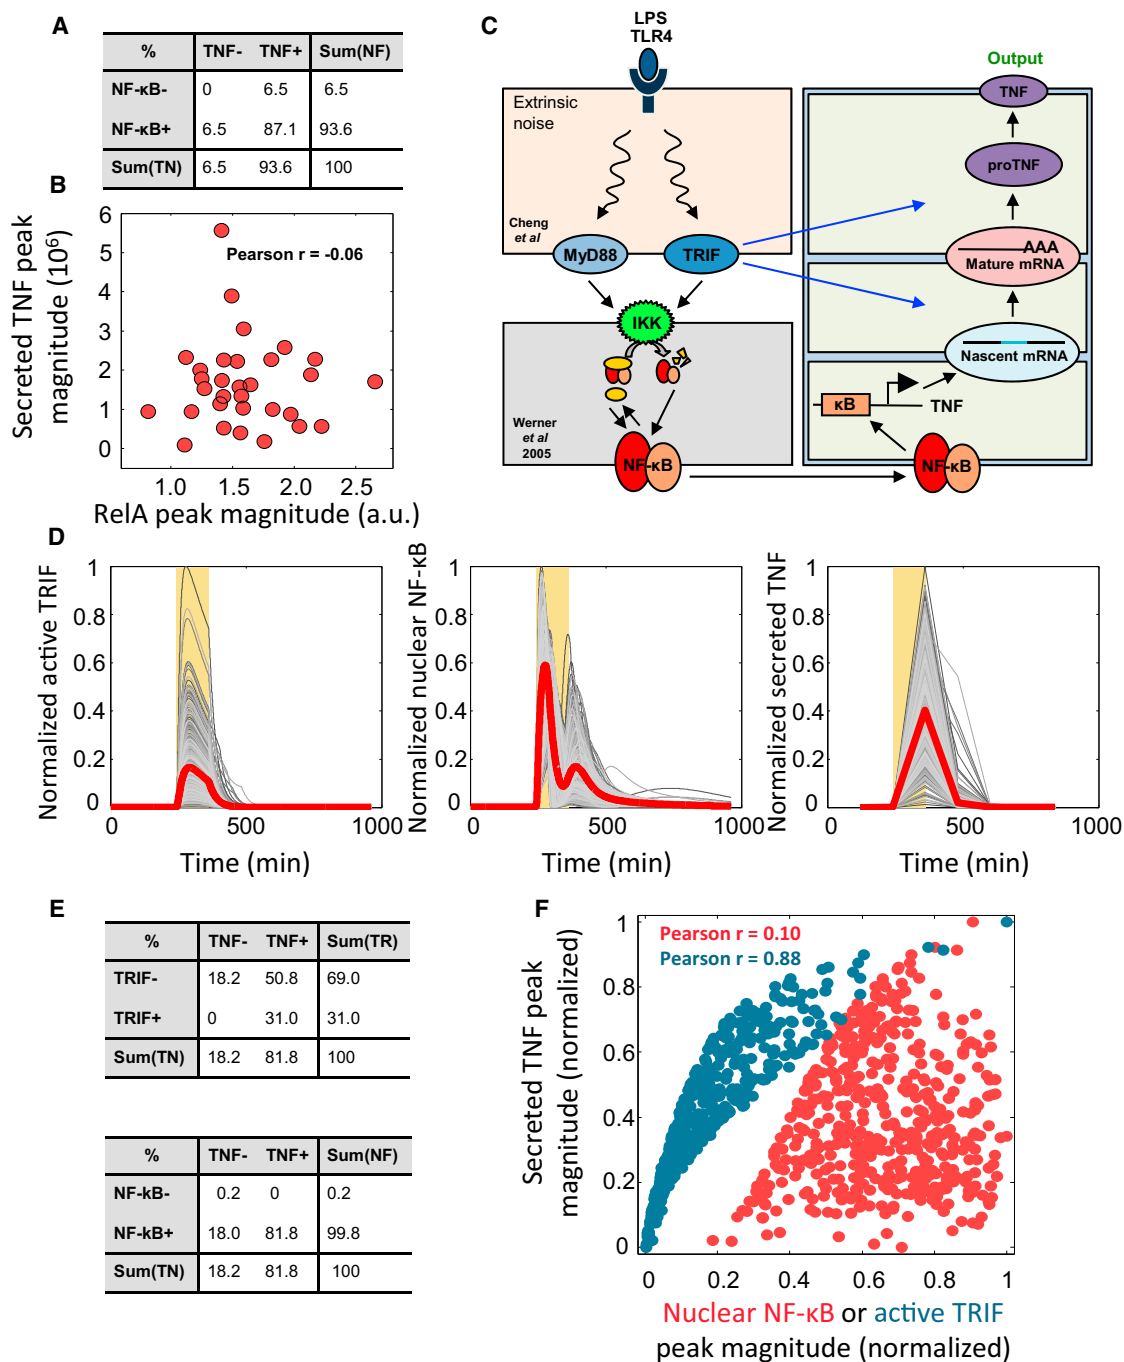 A
% TNF- TNF+ Sum(NF)
NF-κB- 0 6.5 6.5
NF-κB+ 6.5 87.1 93.6
Sum(TN) 6.5 93.6 100
B
Secreted TNF peak
magnitude (10⁶)
6
5
4
3
2
1
0
Pearson r = -0.06
1.0 1.5 2.0 2.5
RelA peak magnitude (a.u.)
C
LPS
TLR4
Extrinsic
noise
Cheng
et al
MyD88
TRIF
IKK
Werner
et al
2005
NF-κB
Output
TNF
proTNF
AAA
Mature mRNA
Nascent mRNA
κB
TNF
NF-κB
D
Normalized active TRIF
1
0.8
0.6
0.4
0.2
0
0 500 1000
Time (min)
Normalized nuclear NF-κB
1
0.8
0.6
0.4
0.2
0
0 500 1000
Time (min)
Normalized secreted TNF
1
0.8
0.6
0.4
0.2
0
0 500 1000
Time (min)
E
% TNF- TNF+ Sum(TR)
TRIF- 18.2 50.8 69.0
TRIF+ 0 31.0 31.0
Sum(TN) 18.2 81.8 100
% TNF- TNF+ Sum(NF)
NF-kB- 0.2 0 0.2
NF-kB+ 18.0 81.8 99.8
Sum(TN) 18.2 81.8 100
F
Secreted TNF peak
magnitude (normalized)
1
0.8
0.6
0.4
0.2
0
Pearson r = 0.10
Pearson r = 0.88
0 0.2 0.4 0.6 0.8 1
Nuclear NF-κB or active TRIF
peak magnitude (normalized)